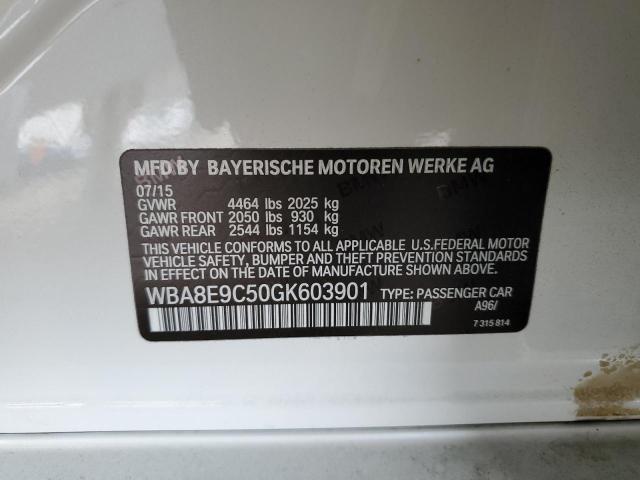 MFD BY BAYERISCHE MOTOREN WERKE AG
07/15
GVWR 4464 lbs 2025 kg
GAWR FRONT 2050 lbs 930 kg
GAWR REAR 2544 lbs 1154 kg
THIS VEHICLE CONFORMS TO ALL APPLICABLE U.S.FEDERAL MOTOR
VEHICLE SAFETY, BUMPER AND THEFT PREVENTION STANDARDS
IN EFFECT ON THE DATE OF MANUFACTURE SHOWN ABOVE.
WBA8E9C50GK603901 TYPE: PASSENGER CAR
A96/
7 315 814